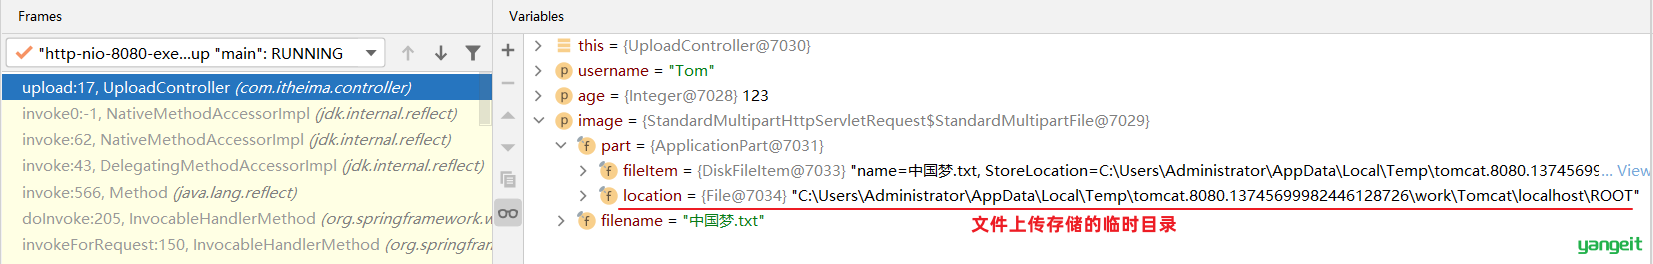 Frames
Variables
"http-nio-8080-exe...up "main": RUNNING
upload:17, UploadController (com.itheima.controller)
invoke0:-1, NativeMethodAccessorImpl (jdk.internal.reflect)
invoke:62, NativeMethodAccessorImpl (jdk.internal.reflect)
invoke:43, DelegatingMethodAccessorImpl (jdk.internal.reflect)
invoke:566, Method (java.lang.reflect)
doInvoke:205, InvocableHandlerMethod (org.springframework.w
invokeForRequest:150, InvocableHandlerMethod (org.springfram
this = {UploadController@7030}
p username = "Tom"
p age = {Integer@7028} 123
p image = {StandardMultipartHttpServletRequest$StandardMultipartFile@7029}
f part = {ApplicationPart@7031}
f fileItem = {DiskFileItem@7033} "name=中国梦.txt, StoreLocation=C:\Users\Administrator\AppData\Local\Temp\tomcat.8080.13745699... View
f location = {File@7034} "C:\Users\Administrator\AppData\Local\Temp\tomcat.8080.13745699982446128726\work\Tomcat\localhost\ROOT"
f filename = "中国梦.txt"
文件上传存储的临时目录
yangeit